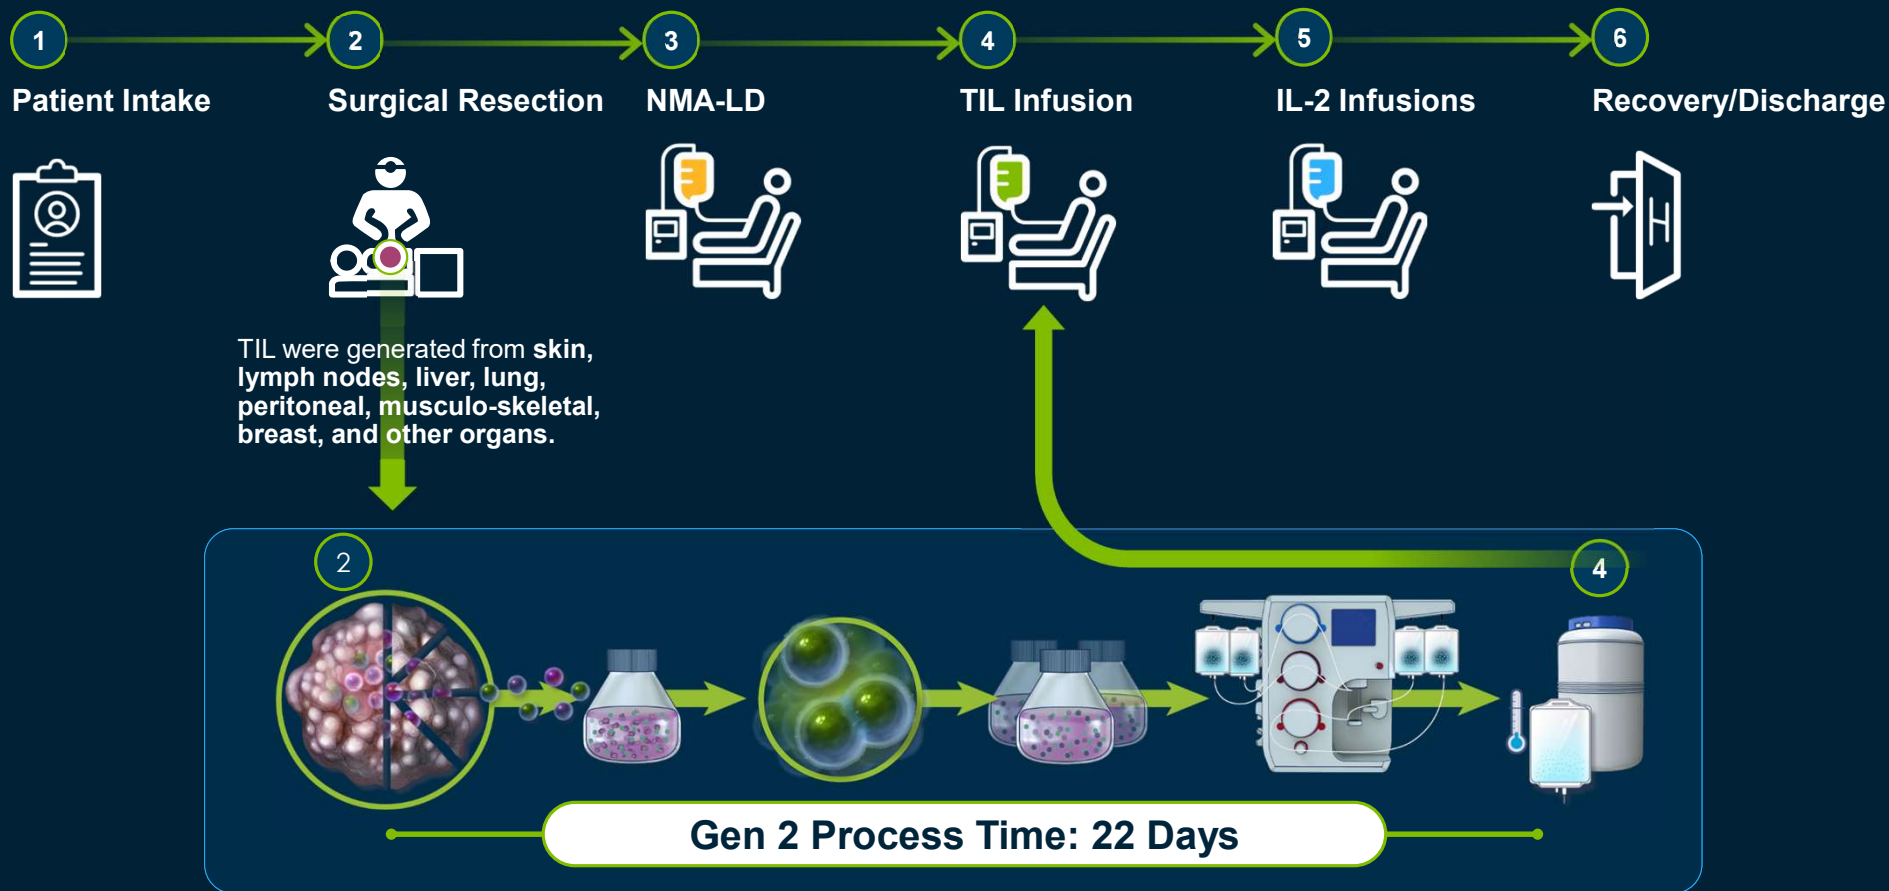 1
2
3
4
5
6
Patient Intake
Surgical Resection
NMA-LD
TIL Infusion
IL-2 Infusions
Recovery/Discharge
H
TIL were generated from skin,
lymph nodes, liver, lung,
peritoneal, musculo-skeletal,
breast, and other organs.
2
4
Gen 2 Process Time: 22 Days